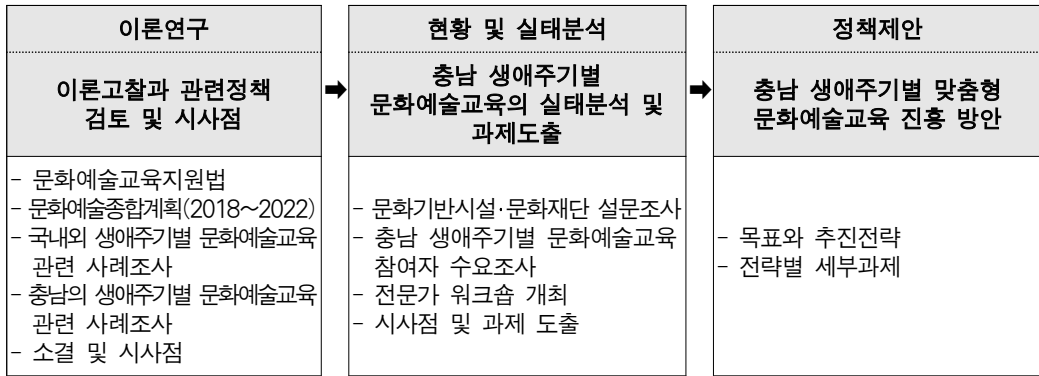 이론연구
이론고찰과 관련정책
검토 및 시사점
- 문화예술교육지원법
- 문화예술종합계획(2018~2022)
- 국내외 생애주기별 문화예술교육
관련 사례조사
- 충남의 생애주기별 문화예술교육
관련 사례조사
- 소결 및 시사점
➡
현황 및 실태분석
충남 생애주기별
문화예술교육의 실태분석 및
과제도출
- 문화기반시설·문화재단 설문조사
- 충남 생애주기별 문화예술교육
참여자 수요조사
- 전문가 워크숍 개최
- 시사점 및 과제 도출
➡
정책제안
충남 생애주기별 맞춤형
문화예술교육 진흥 방안
- 목표와 추진전략
- 전략별 세부과제